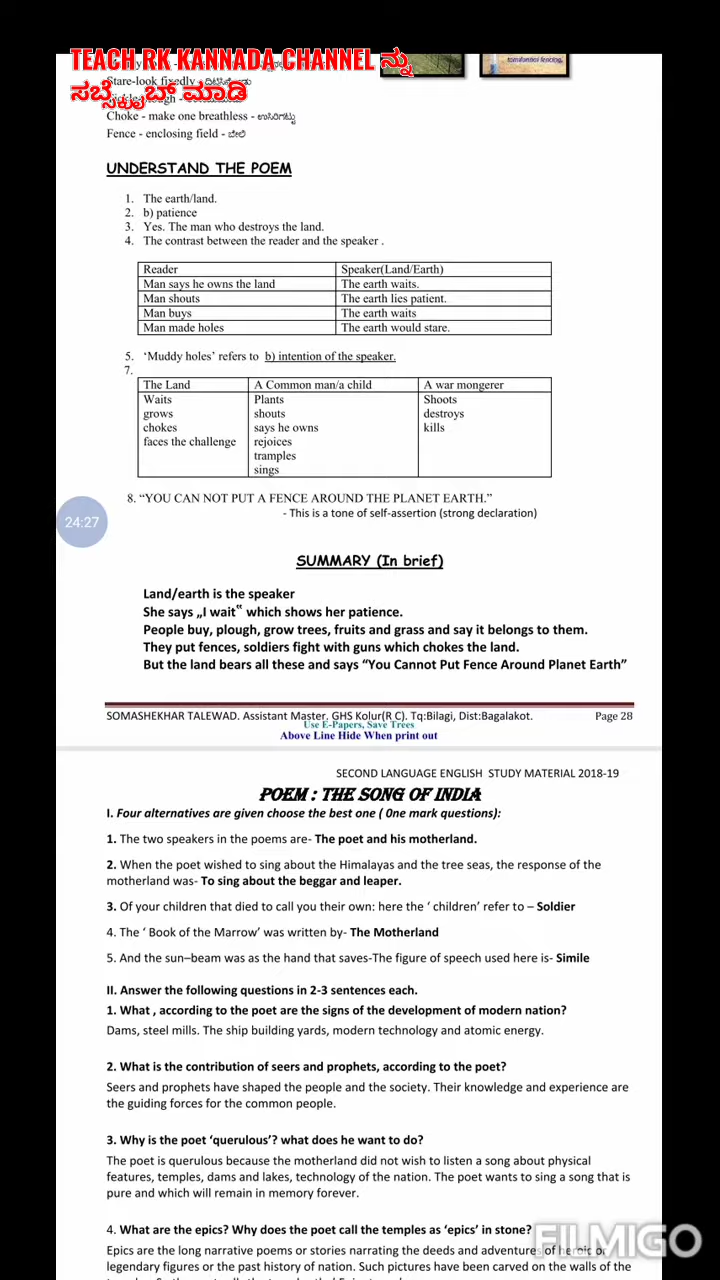 TEACH RK KANNADA CHANNEL ನ್ನು
ಸಬ್ಸ್ಕ್ರೈಬ್ ಮಾಡಿ
Stare-look fixedly -
Choke - make one breathless - ಉಸಿರಿಗಟ್ಟು
Fence - enclosing field - ಬೇಲಿ
UNDERSTAND THE POEM
1. The earth/land.
2. b) patience
3. Yes. The man who destroys the land.
4. The contrast between the reader and the speaker .
Reader Speaker(Land/Earth)
Man says he owns the land The earth waits.
Man shouts The earth lies patient.
Man buys The earth waits
Man made holes The earth would stare.
5. ‘Muddy holes’ refers to b) intention of the speaker.
7.
The Land A Common man/a child A war mongerer
Waits Plants Shoots
grows shouts destroys
chokes says he owns kills
faces the challenge rejoices
tramples
sings
8. “YOU CAN NOT PUT A FENCE AROUND THE PLANET EARTH.”
24:27
- This is a tone of self-assertion (strong declaration)
SUMMARY (In brief)
Land/earth is the speaker
She says „I wait‟ which shows her patience.
People buy, plough, grow trees, fruits and grass and say it belongs to them.
They put fences, soldiers fight with guns which chokes the land.
But the land bears all these and says “You Cannot Put Fence Around Planet Earth”
SOMASHEKHAR TALEWAD. Assistant Master. GHS Kolur(R C). Tq:Bilagi, Dist:Bagalakot. Page 28
Use E-Papers, Save Trees
Above Line Hide When print out
SECOND LANGUAGE ENGLISH STUDY MATERIAL 2018-19
POEM : THE SONG OF INDIA
I. Four alternatives are given choose the best one ( 0ne mark questions):
1. The two speakers in the poems are- The poet and his motherland.
2. When the poet wished to sing about the Himalayas and the tree seas, the response of the
motherland was- To sing about the beggar and leaper.
3. Of your children that died to call you their own: here the ‘ children’ refer to – Soldier
4. The ‘ Book of the Marrow’ was written by- The Motherland
5. And the sun–beam was as the hand that saves-The figure of speech used here is- Simile
II. Answer the following questions in 2-3 sentences each.
1. What , according to the poet are the signs of the development of modern nation?
Dams, steel mills. The ship building yards, modern technology and atomic energy.
2. What is the contribution of seers and prophets, according to the poet?
Seers and prophets have shaped the people and the society. Their knowledge and experience are
the guiding forces for the common people.
3. Why is the poet ‘querulous’? what does he want to do?
The poet is querulous because the motherland did not wish to listen a song about physical
features, temples, dams and lakes, technology of the nation. The poet wants to sing a song that is
pure and which will remain in memory forever.
4. What are the epics? Why does the poet call the temples as ‘epics’ in stone?
FILMIGO
Epics are the long narrative poems or stories narrating the deeds and adventures of heroic or
legendary figures or the past history of nation. Such pictures have been carved on the walls of the